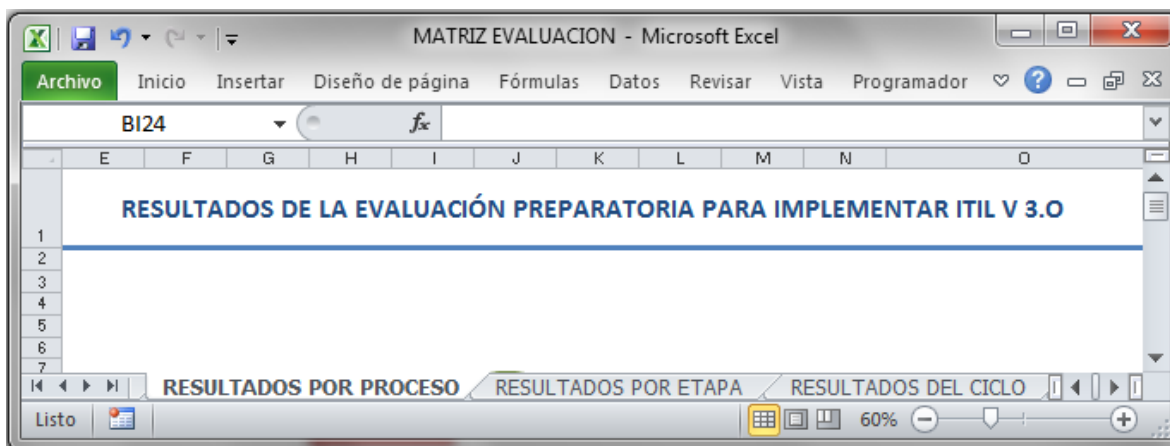 MATRIZ EVALUACION - Microsoft Excel
Archivo Inicio Insertar Diseño de página Fórmulas Datos Revisar Vista Programador
BI24 fx
E F G H I J K L M N O
RESULTADOS DE LA EVALUACIÓN PREPARATORIA PARA IMPLEMENTAR ITIL V 3.O
1
2
3
4
5
6
7
RESULTADOS POR PROCESO RESULTADOS POR ETAPA RESULTADOS DEL CICLO
Listo 60%